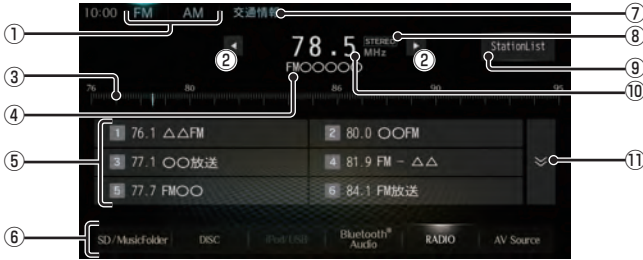 10:00 FM AM 交通情報 ⑦
①
78.5 STEREO MHz ⑧
② ② StationList
FM○○○○○ ⑨
③ 76 80 86 90 95 ⑩
④
1 76.1 △△FM 2 80.0 ○○FM
⑤ 3 77.1 ○○放送 4 81.9 FM - △△ ⑪
5 77.7 FM○○ 6 84.1 FM放送
⑥ SD/MusicFolder DISC iPod/USB Bluetooth® Audio RADIO AV Source